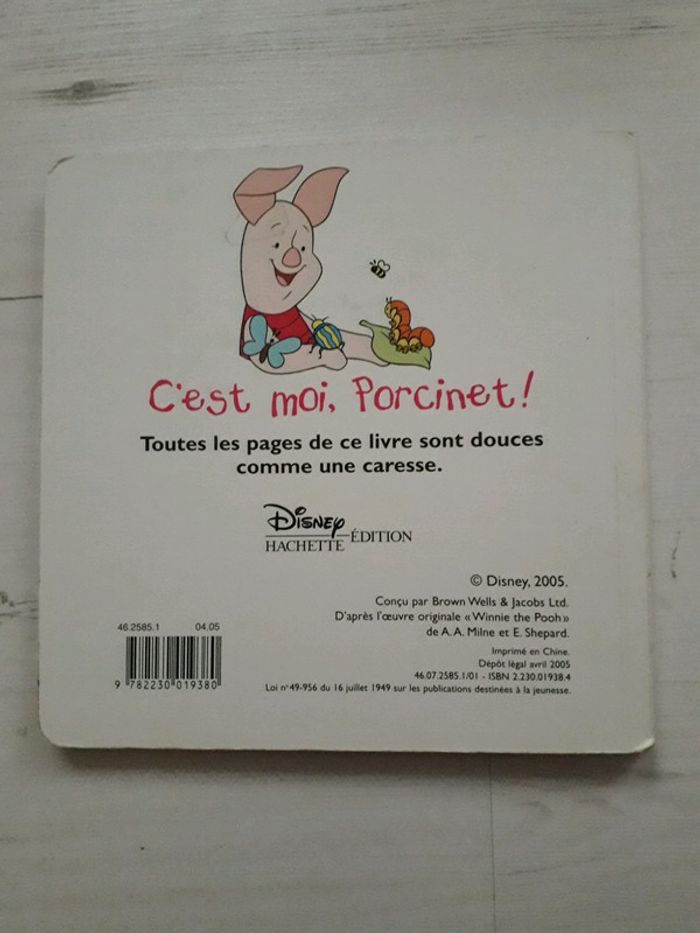 C'est moi, Porcinet!
Toutes les pages de ce livre sont douces
comme une caresse.
Disney
HACHETTE ÉDITION
© Disney, 2005.
Conçu par Brown Wells & Jacobs Ltd.
D'après l'œuvre originale «Winnie the Pooh»
de A. A. Milne et E. Shepard.
46.2585.1 04.05
Imprimé en Chine.
Dépôt légal avril 2005
46.07.2585.1/01 - ISBN 2.230.01938.4
9 782230 019380
Loi n°49-956 du 16 juillet 1949 sur les publications destinées à la jeunesse.